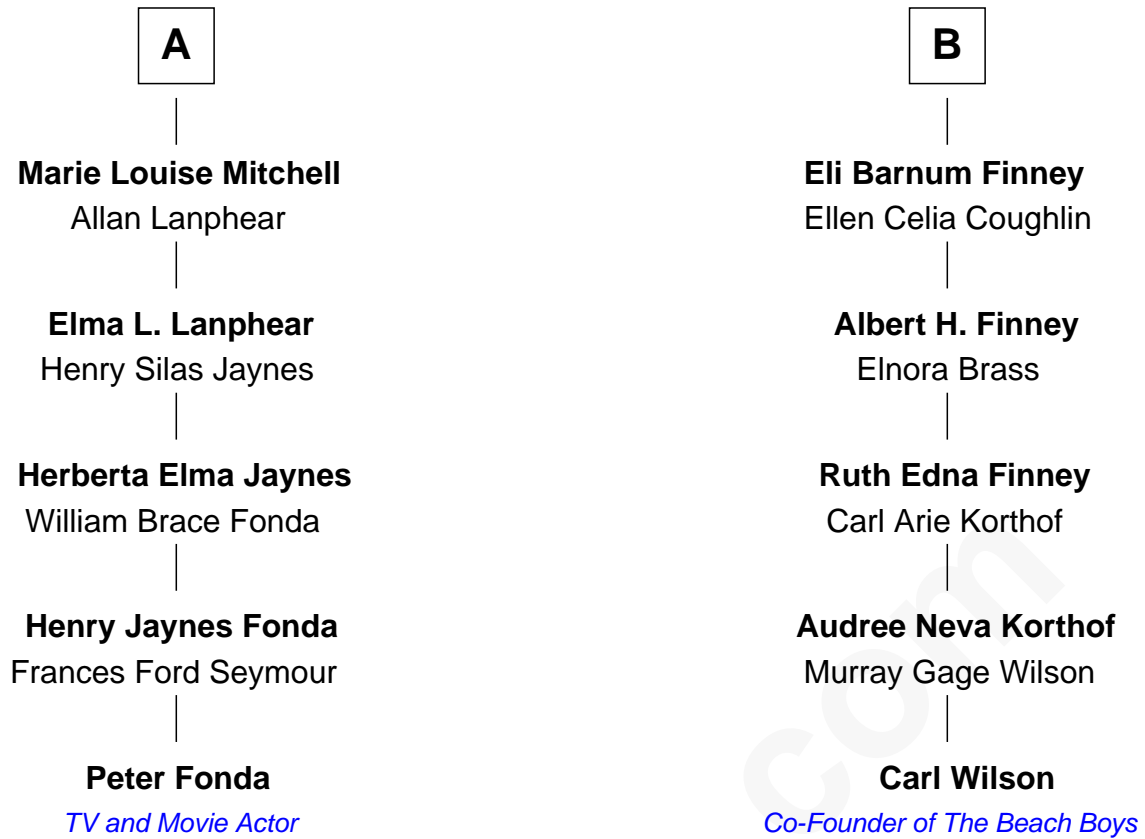 A
Marie Louise Mitchell
Allan Lanphear
Elma L. Lanphear
Henry Silas Jaynes
Herberta Elma Jaynes
William Brace Fonda
Henry Jaynes Fonda
Frances Ford Seymour
Peter Fonda
TV and Movie Actor
B
Eli Barnum Finney
Ellen Celia Coughlin
Albert H. Finney
Elnora Brass
Ruth Edna Finney
Carl Arie Korthof
Audree Neva Korthof
Murray Gage Wilson
Carl Wilson
Co-Founder of The Beach Boys
com